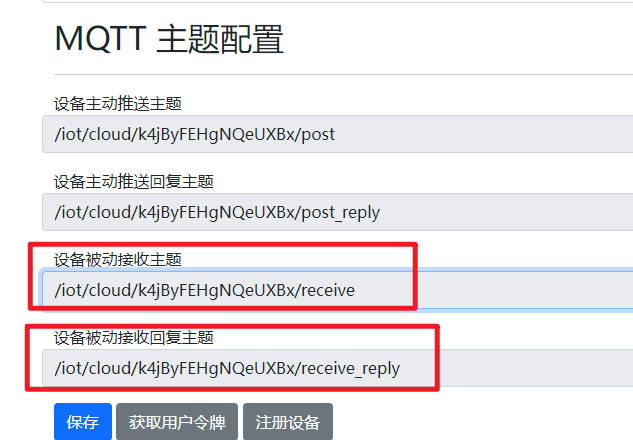 MQTT 主题配置
设备主动推送主题
/iot/cloud/k4jByFEHgNQeUXBx/post
设备主动推送回复主题
/iot/cloud/k4jByFEHgNQeUXBx/post_reply
设备被动接收主题
/iot/cloud/k4jByFEHgNQeUXBx/receive
设备被动接收回复主题
/iot/cloud/k4jByFEHgNQeUXBx/receive_reply
保存 获取用户令牌 注册设备